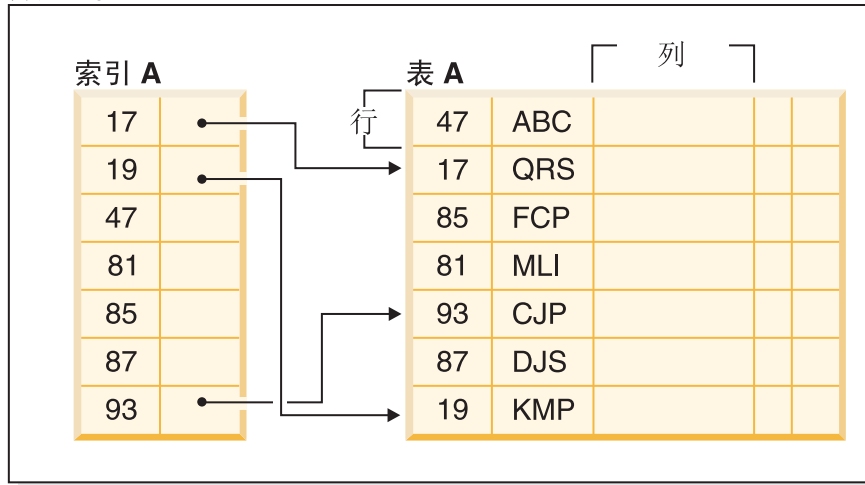 列
索引 A
表 A
行
17
19
47
81
85
87
93
47 ABC
17 QRS
85 FCP
81 MLI
93 CJP
87 DJS
19 KMP